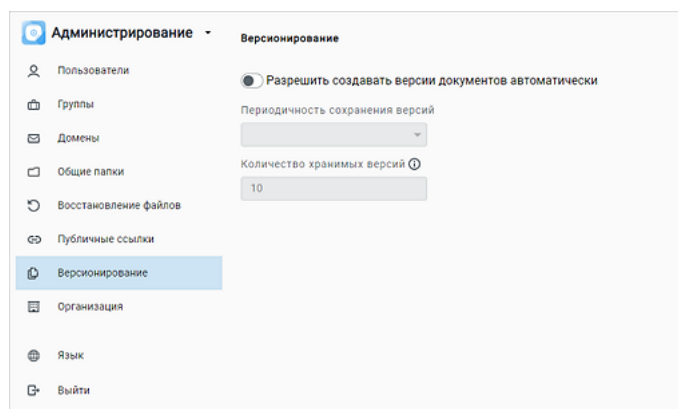 Администрирование
Пользователи
Группы
Домены
Общие папки
Восстановление файлов
Публичные ссылки
Версионирование
Организация
Язык
Выйти
Версионирование
Разрешить создавать версии документов автоматически
Периодичность сохранения версий
Количество хранимых версий
10